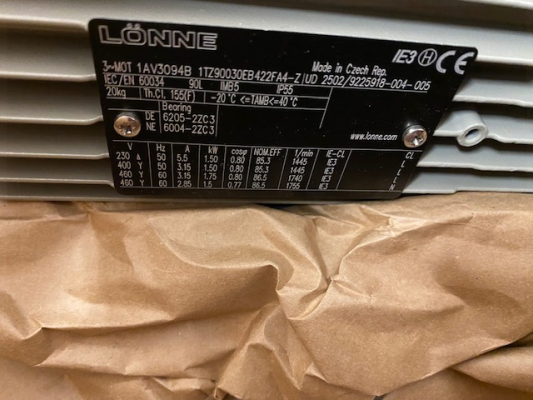 LÖNNE
IE3 H CE
3~MOT 1AV3094B 1TZ90030EB422FA4-Z UD 2502/9225918-004-005
Made in Czech Rep.
IEC/EN 60034 90L IMB5 IP55
20kg Th.Cl. 155(F) -20°C <=TAMB<=40°C
Bearing
DE 6205-2ZC3
NE 6004-2ZC3
www.lonne.com
V Hz A kW cosφ NOM.EFF 1/min IE-CL CL
230 Δ 50 5.5 1.50 0.80 85.3 1445 IE3 L
400 Y 50 3.15 1.50 0.80 85.3 1445 IE3 L
460 Y 60 3.15 1.75 0.80 86.5 1740 IE3 L
460 Y 60 2.85 1.5 0.77 86.5 1755 IE3 N